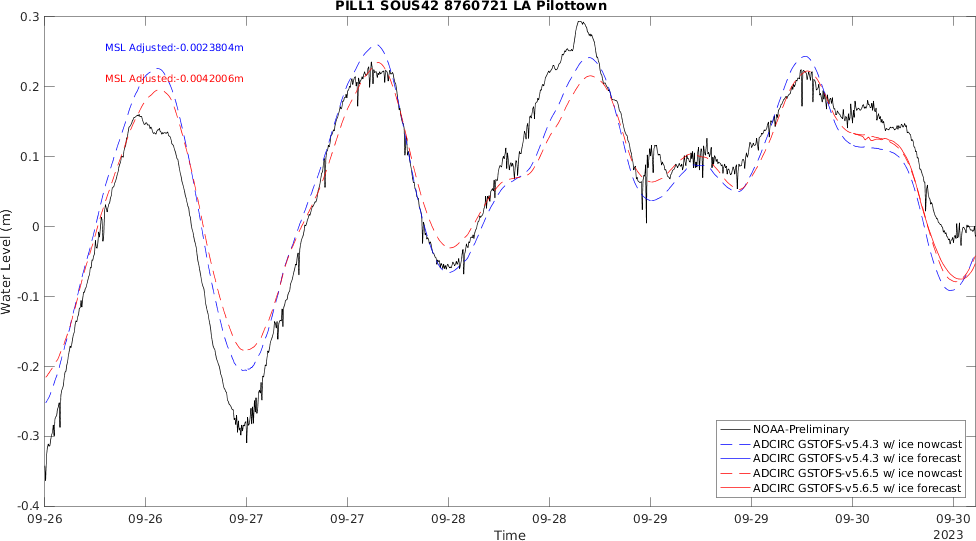 PILL1 SOUS42 8760721 LA Pilottown
0.3
MSL Adjusted:-0.0023804m
MSL Adjusted:-0.0042006m
0.2
0.1
0
-0.1
-0.2
-0.3
-0.4
Water Level (m)
NOAA-Preliminary
ADCIRC GSTOFS-v5.4.3 w/ ice nowcast
ADCIRC GSTOFS-v5.4.3 w/ ice forecast
ADCIRC GSTOFS-v5.6.5 w/ ice nowcast
ADCIRC GSTOFS-v5.6.5 w/ ice forecast
09-26 09-26 09-27 09-27 09-28 09-28 09-29 09-29 09-30 09-30
Time
2023